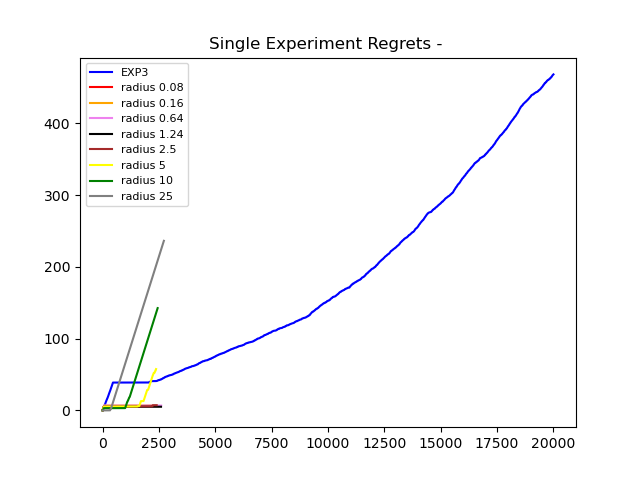 Single Experiment Regrets -
EXP3
radius 0.08
radius 0.16
radius 0.64
radius 1.24
radius 2.5
radius 5
radius 10
radius 25
400
300
200
100
0
0 2500 5000 7500 10000 12500 15000 17500 20000